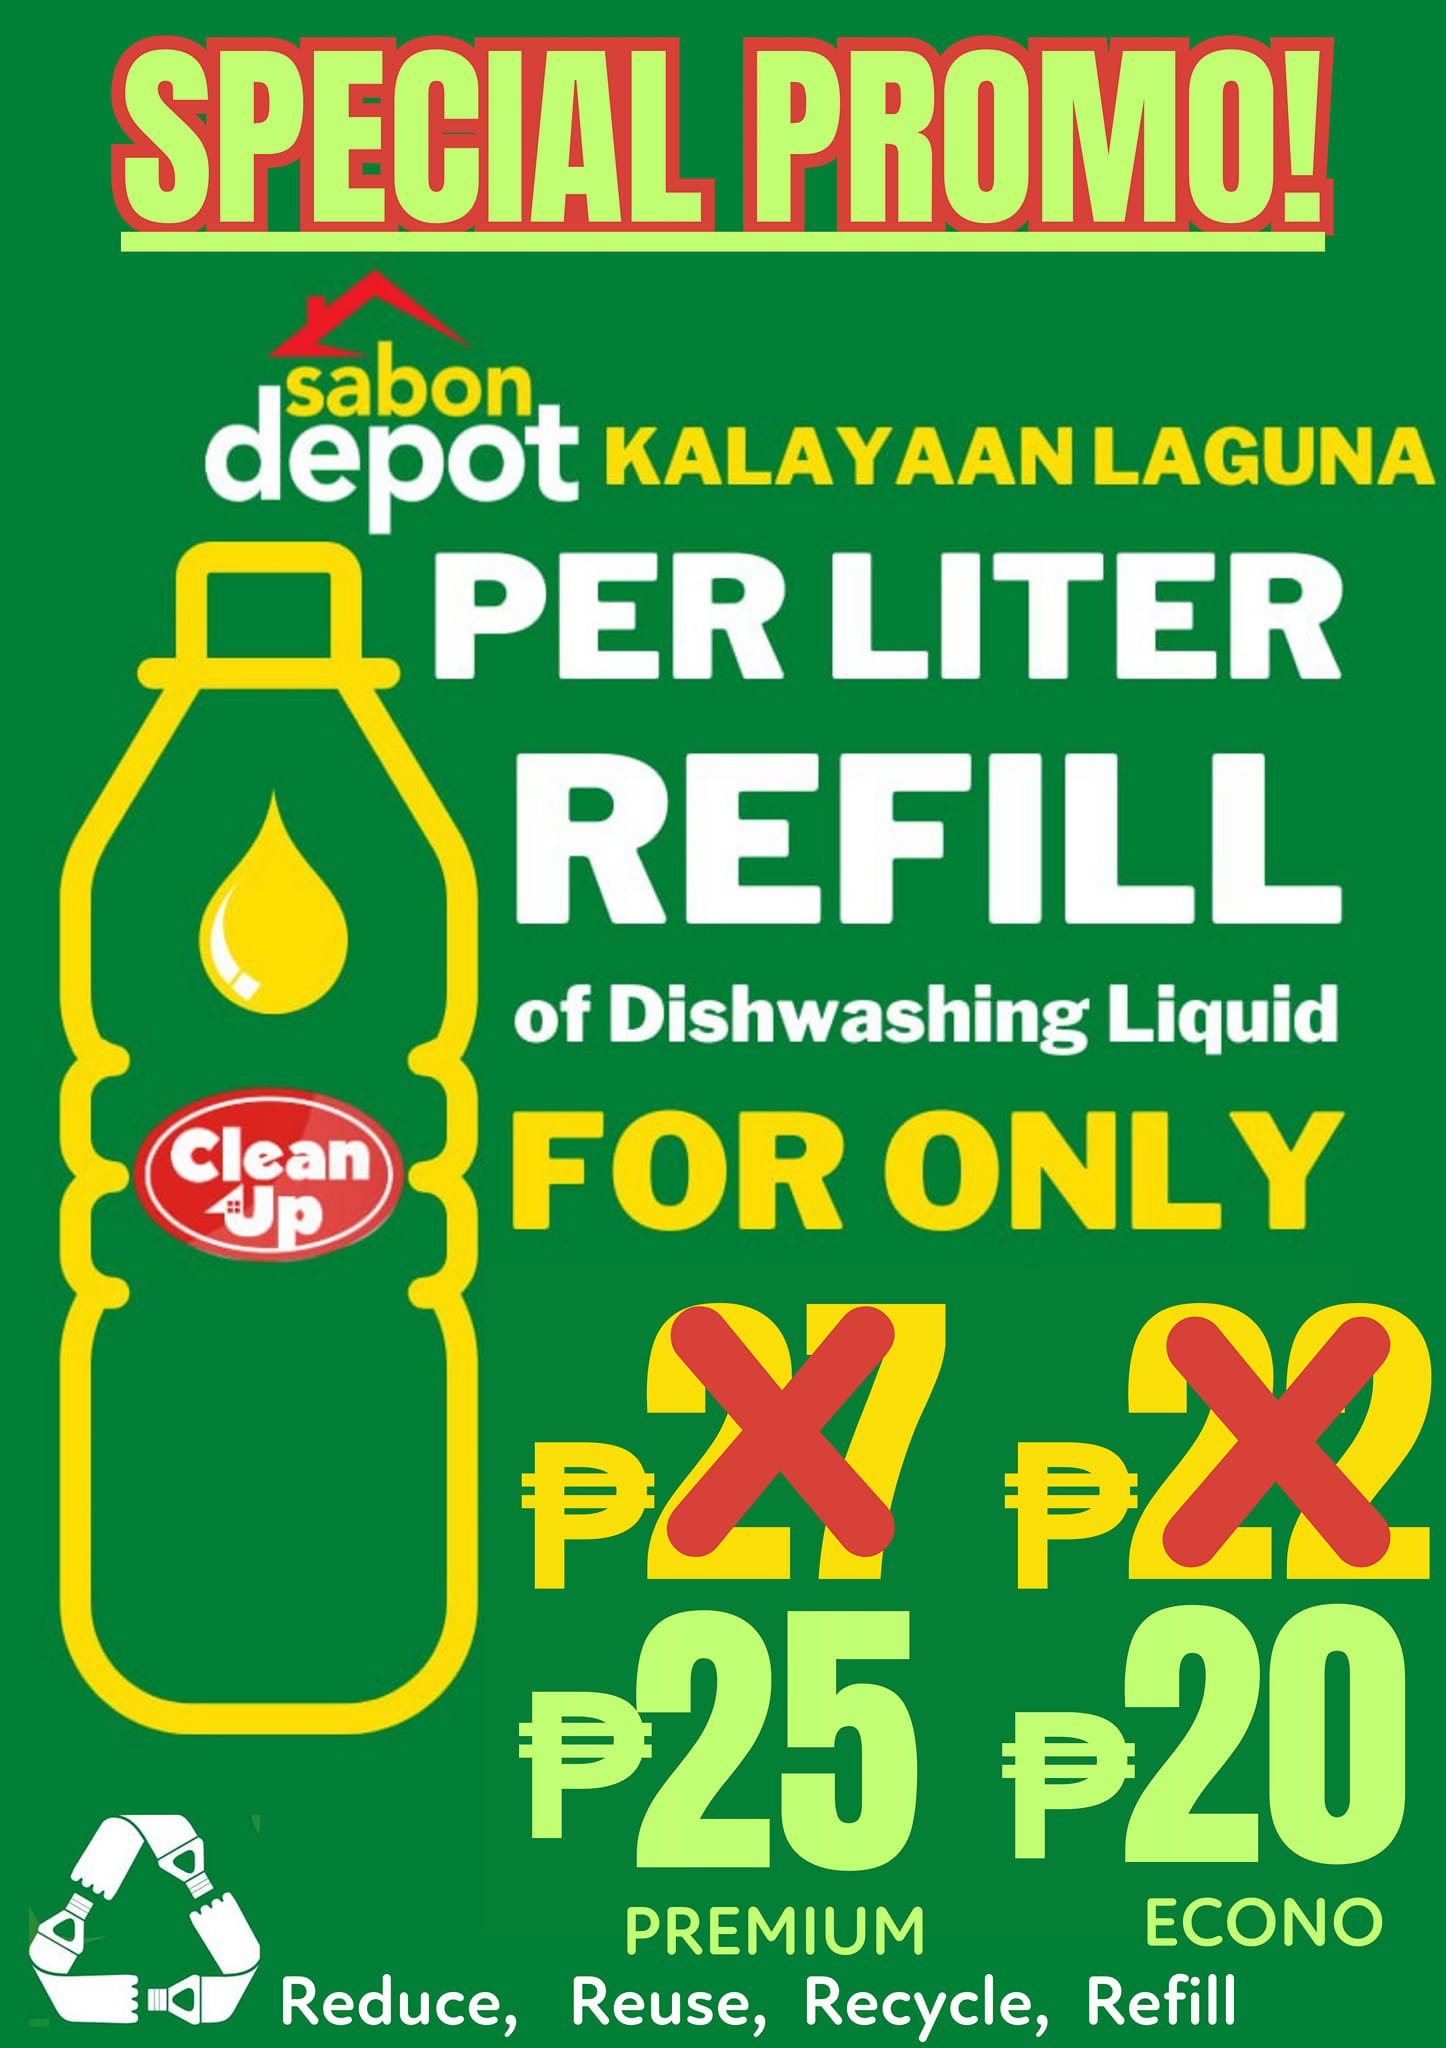 SPECIAL PROMO!
sabon
depot KALAYAAN LAGUNA
PER LITER
REFILL
of Dishwashing Liquid
Clean
Up
FOR ONLY
₱27 ₱22
₱25 ₱20
PREMIUM ECONO
Reduce, Reuse, Recycle, Refill